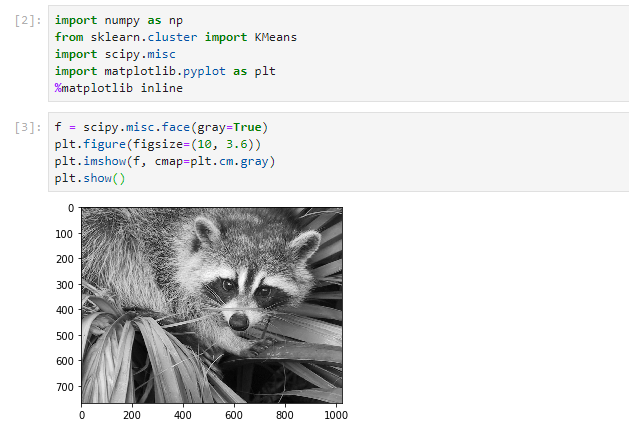 [2]: import numpy as np
from sklearn.cluster import KMeans
import scipy.misc
import matplotlib.pyplot as plt
%matplotlib inline
[3]: f = scipy.misc.face(gray=True)
plt.figure(figsize=(10, 3.6))
plt.imshow(f, cmap=plt.cm.gray)
plt.show()
0
100
200
300
400
500
600
700
0 200 400 600 800 1000